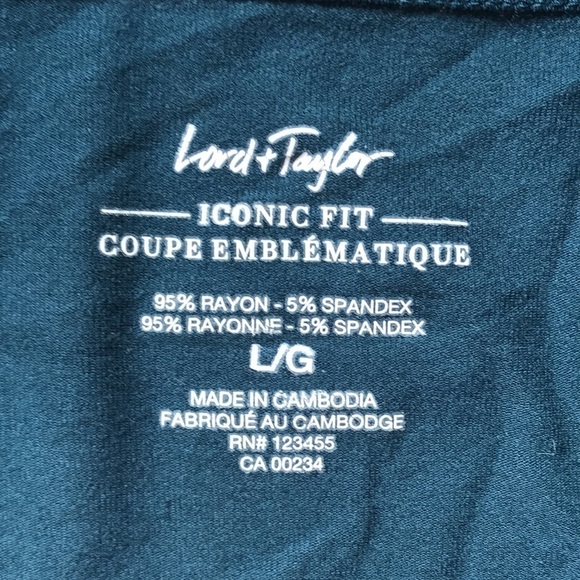 Lord + Taylor
ICONIC FIT
COUPE EMBLÉMATIQUE
95% RAYON - 5% SPANDEX
95% RAYONNE - 5% SPANDEX
L/G
MADE IN CAMBODIA
FABRIQUÉ AU CAMBODGE
RN# 123455
CA 00234